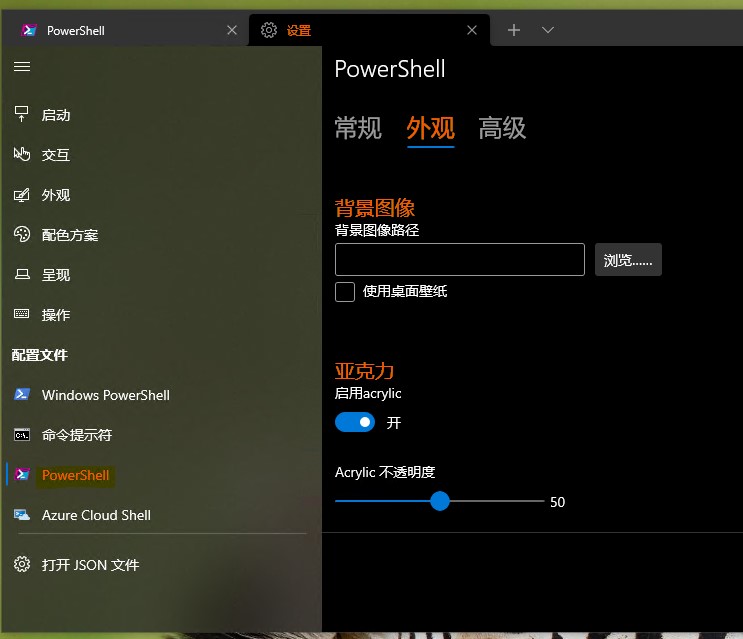 PowerShell
设置
启动
交互
外观
配色方案
呈现
操作
配置文件
Windows PowerShell
命令提示符
PowerShell
Azure Cloud Shell
打开 JSON 文件
PowerShell
常规 外观 高级
背景图像
背景图像路径
浏览......
使用桌面壁纸
亚克力
启用acrylic
开
Acrylic 不透明度
50